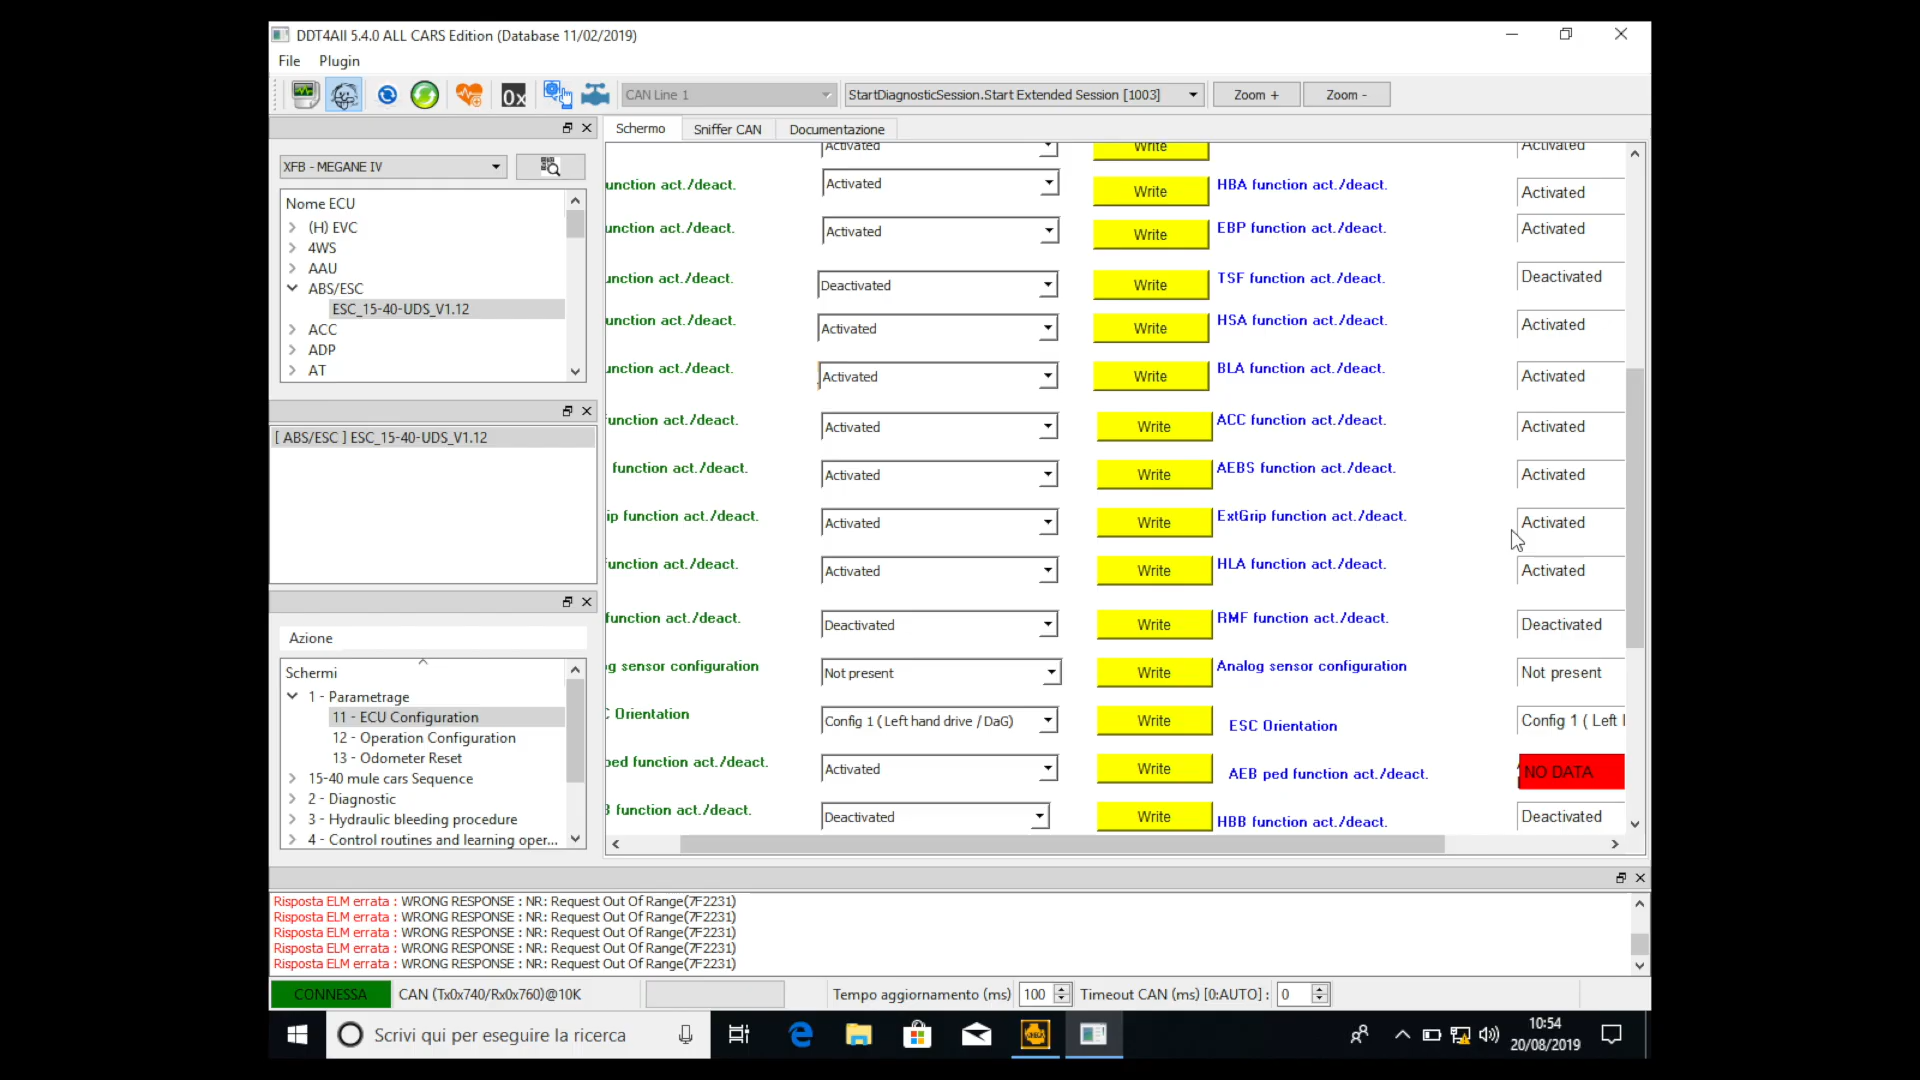 DDT4All 5.4.0 ALL CARS Edition (Database 11/02/2019)
File Plugin
0x
CAN Line 1
StartDiagnosticSession.Start Extended Session [1003]
Zoom +
Zoom -
Schermo
Sniffer CAN
Documentazione
XFB - MEGANE IV
Nome ECU
(H) EVC
4WS
AAU
ABS/ESC
ESC_15-40-UDS_V1.12
ACC
ADP
AT
[ ABS/ESC ] ESC_15-40-UDS_V1.12
Azione
Schermi
1 - Parametrage
11 - ECU Configuration
12 - Operation Configuration
13 - Odometer Reset
15-40 mule cars Sequence
2 - Diagnostic
3 - Hydraulic bleeding procedure
4 - Control routines and learning oper...
Activated Write Activated
unction act./deact. Activated Write HBA function act./deact. Activated
unction act./deact. Activated Write EBP function act./deact. Activated
unction act./deact. Deactivated Write TSF function act./deact. Deactivated
unction act./deact. Activated Write HSA function act./deact. Activated
unction act./deact. Activated Write BLA function act./deact. Activated
function act./deact. Activated Write ACC function act./deact. Activated
function act./deact. Activated Write AEBS function act./deact. Activated
ip function act./deact. Activated Write ExtGrip function act./deact. Activated
unction act./deact. Activated Write HLA function act./deact. Activated
function act./deact. Deactivated Write RMF function act./deact. Deactivated
g sensor configuration Not present Write Analog sensor configuration Not present
C Orientation Config 1 ( Left hand drive / DaG) Write ESC Orientation Config 1 ( Left
ped function act./deact. Activated Write AEB ped function act./deact. NO DATA
B function act./deact. Deactivated Write HBB function act./deact. Deactivated
Risposta ELM errata : WRONG RESPONSE : NR: Request Out Of Range(7F2231)
Risposta ELM errata : WRONG RESPONSE : NR: Request Out Of Range(7F2231)
Risposta ELM errata : WRONG RESPONSE : NR: Request Out Of Range(7F2231)
Risposta ELM errata : WRONG RESPONSE : NR: Request Out Of Range(7F2231)
Risposta ELM errata : WRONG RESPONSE : NR: Request Out Of Range(7F2231)
CONNESSA CAN (Tx0x740/Rx0x760)@10K Tempo aggiornamento (ms) 100 Timeout CAN (ms) [0:AUTO] : 0
Scrivi qui per eseguire la ricerca
10:54
20/08/2019